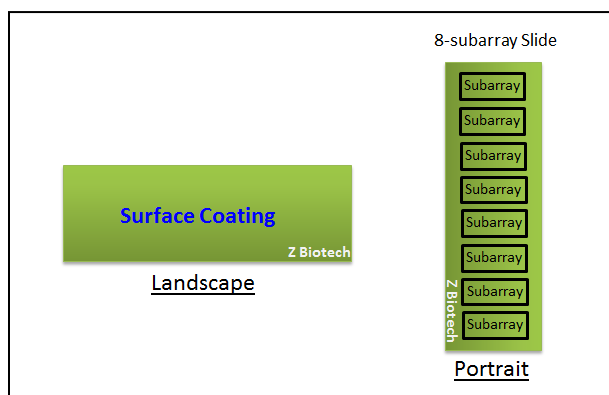 8-subarray Slide
Subarray
Subarray
Subarray
Subarray
Subarray
Subarray
Subarray
Subarray
Z Biotech
Portrait
Surface Coating
Z Biotech
Landscape